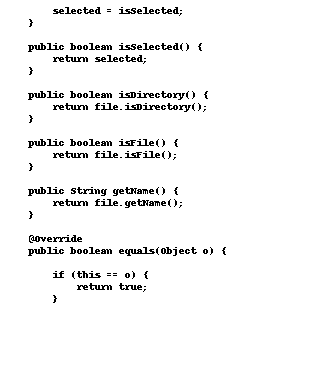 selected = isSelected;
}
public boolean isSelected() {
return selected;
}
public boolean isDirectory() {
return file.isDirectory();
}
public boolean isFile() {
return file.isFile();
}
public String getName() {
return file.getName();
}
@Override
public boolean equals(Object o) {
if (this == o) {
return true;
}